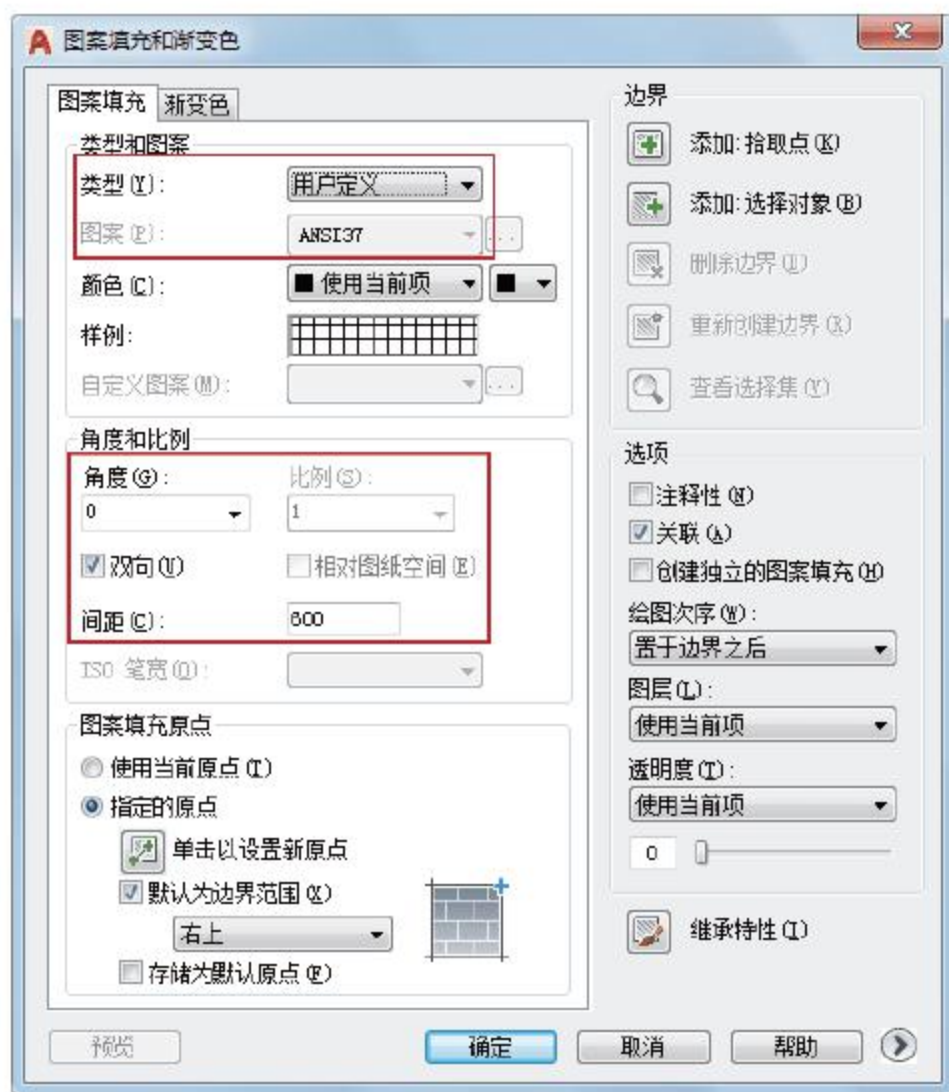 图案填充和渐变色
图案填充
渐变色
类型和图案
类型(Y):
用户定义
图案(P):
ANSI37
...
颜色(C):
使用当前项
样例:
自定义图案(M):
...
角度和比例
角度(G):
比例(S):
0
1
双向(U)
相对图纸空间(E)
间距(C):
600
ISO 笔宽(O):
图案填充原点
使用当前原点(T)
指定的原点
单击以设置新原点
默认为边界范围(X)
右上
存储为默认原点(F)
预览
边界
添加:拾取点(K)
添加:选择对象(B)
删除边界(D)
重新创建边界(R)
查看选择集(V)
选项
注释性(N)
关联(A)
创建独立的图案填充(H)
绘图次序(W):
置于边界之后
图层(L):
使用当前项
透明度(T):
使用当前项
0
继承特性(I)
确定
取消
帮助